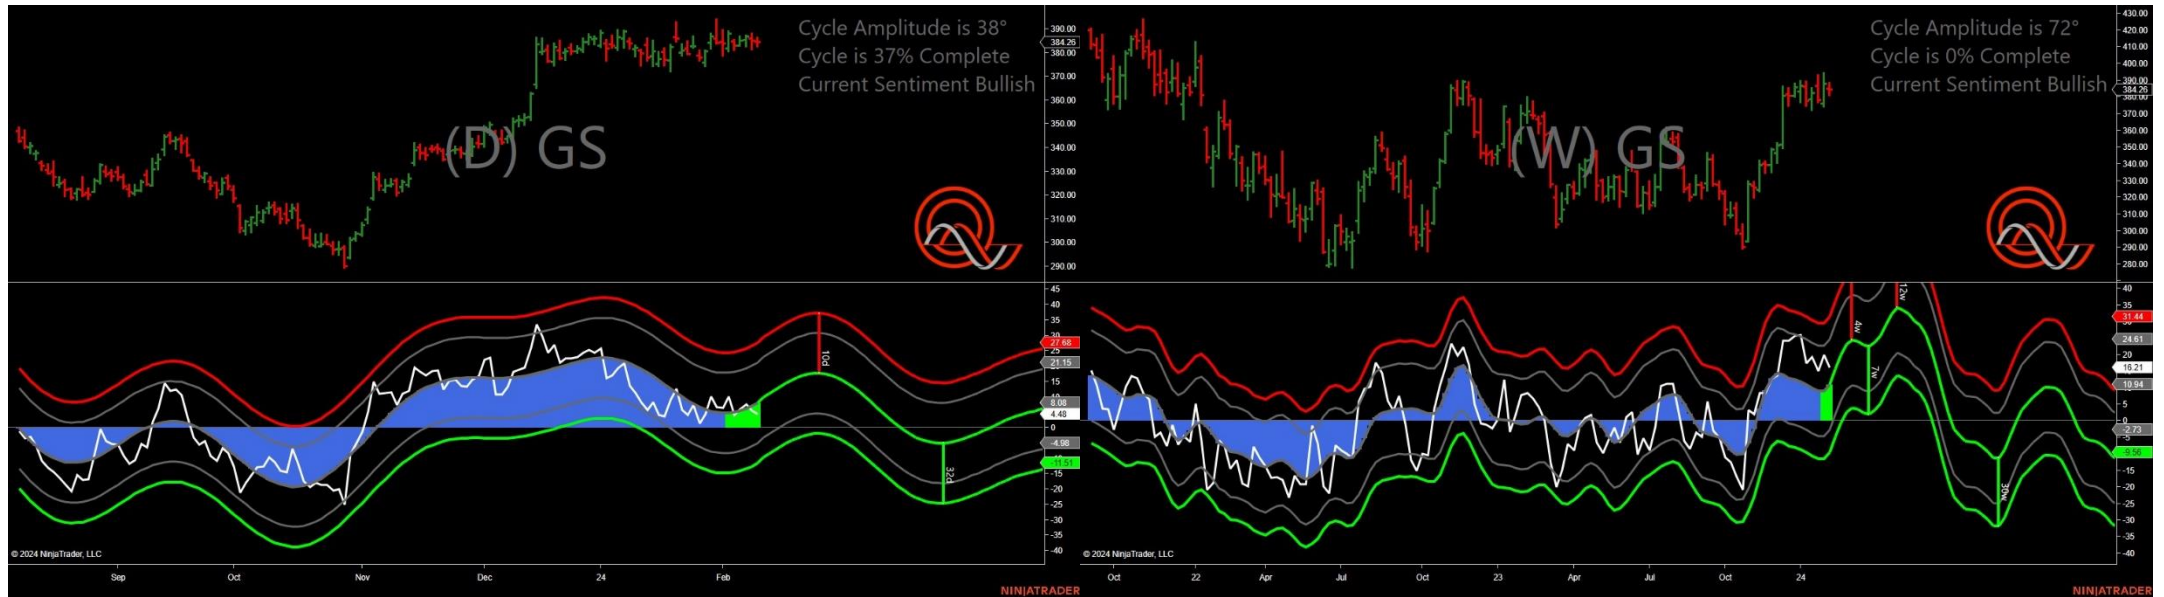 Cycle Amplitude is 38°
Cycle is 37% Complete
Current Sentiment Bullish
(D) GS
390.00
384.26
380.00
370.00
360.00
350.00
340.00
330.00
320.00
310.00
300.00
290.00
45
40
35
30
27.68
25
21.15
15
10
8.08
4.48
0
-4.98
-11.51
-15
-20
-25
-30
-35
-40
10d
32d
© 2024 NinjaTrader, LLC
Sep
Oct
Nov
Dec
24
Feb
NINJATRADER
Cycle Amplitude is 72°
Cycle is 0% Complete
Current Sentiment Bullish
(W) GS
430.00
420.00
410.00
400.00
390.00
384.26
380.00
370.00
360.00
350.00
340.00
330.00
320.00
310.00
300.00
290.00
280.00
40
35
31.44
24.61
20
16.21
10.94
5
0
-2.73
-9.56
-15
-20
-25
-30
-35
-40
4w
7w
12w
30w
© 2024 NinjaTrader, LLC
Oct
22
Apr
Jul
Oct
23
Apr
Jul
Oct
24
NINJATRADER